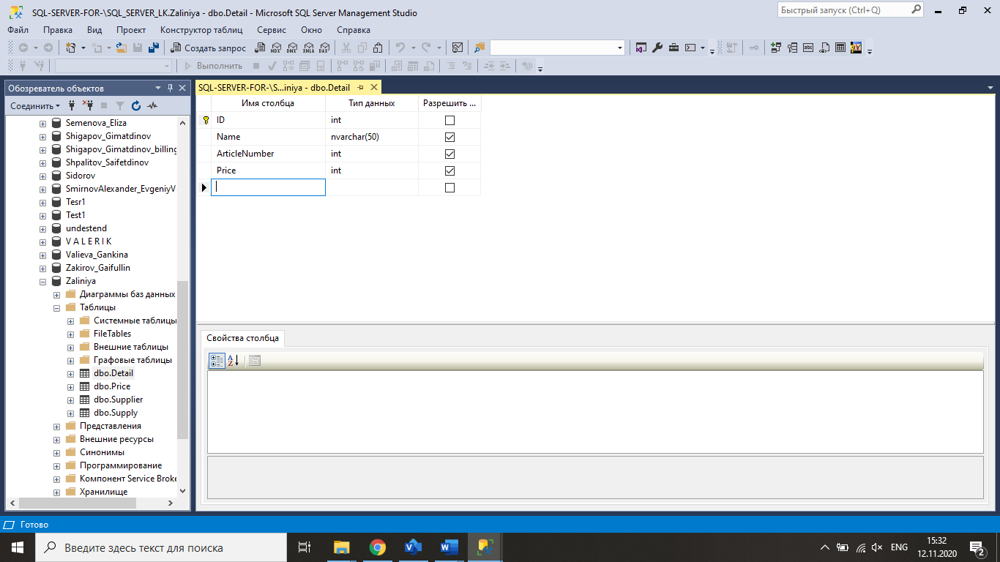 SQL-SERVER-FOR-\SQL_SERVER_LK.Zaliniya - dbo.Detail - Microsoft SQL Server Management Studio
Быстрый запуск (Ctrl+Q)
Файл Правка Вид Проект Конструктор таблиц Сервис Окно Справка
Создать запрос MDX DMX XMLA DAX
Выполнить
Обозреватель объектов
SQL-SERVER-FOR-\S...iniya - dbo.Detail
Соединить
Semenova_Eliza
Shigapov_Gimatdinov
Shigapov_Gimatdinov_billing
Shpalitov_Saifetdinov
Sidorov
SmirnovAlexander_EvgeniyV
Tesr1
Test1
undestend
V A L E R I K
Valieva_Gankina
Zakirov_Gaifullin
Zaliniya
Диаграммы баз данных
Таблицы
Системные таблицы
FileTables
Внешние таблицы
Графовые таблицы
dbo.Detail
dbo.Price
dbo.Supplier
dbo.Supply
Представления
Внешние ресурсы
Синонимы
Программирование
Компонент Service Broke
Хранилище
Имя столбца Тип данных Разрешить ...
ID int
Name nvarchar(50)
ArticleNumber int
Price int
Свойства столбца
Готово
Введите здесь текст для поиска
ENG
15:32
12.11.2020
2